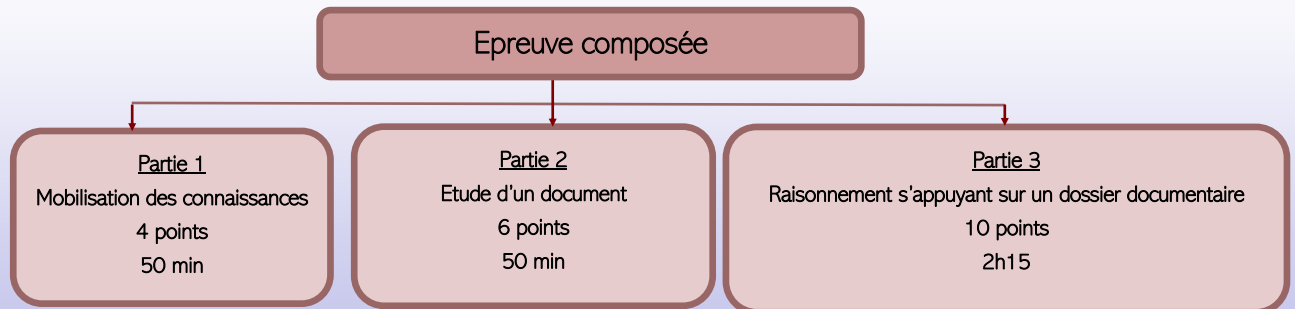 Epreuve composée
Partie 1
Mobilisation des connaissances
4 points
50 min
Partie 2
Etude d'un document
6 points
50 min
Partie 3
Raisonnement s'appuyant sur un dossier documentaire
10 points
2h15